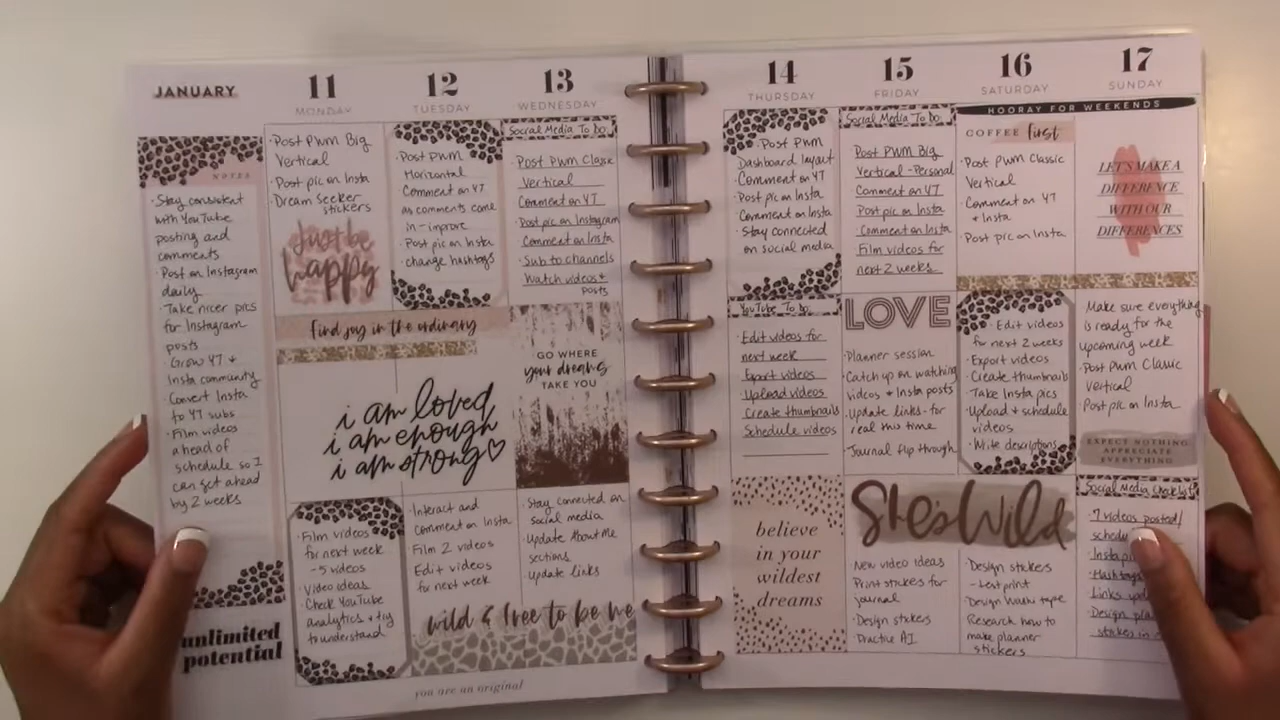 JANUARY
NOTES
• Stay consistent
with YouTube
posting and
comments
• Post on Instagram
daily
• Take nicer pics
for Instagram
posts
• Grow YT +
Insta community
• Convert Insta
to YT subs
• Film videos
ahead of
schedule so I
can get ahead
by 2 weeks
unlimited
potential
11
MONDAY
• Post PWM Big
Vertical
• Post pic on Insta
• Dream Seeker
stickers
Just be
happy
find joy in the ordinary
i am loved
i am enough
i am strong
• Film videos
for next week
- 5 videos
• Video ideas
• Check YouTube
analytics + try
to understand
12
TUESDAY
• Post PWM
Horizontal
Comment on YT
as comments come
in - improve
• Post pic on Insta
• change hashtags
• Interact and
comment on Insta
Film 2 videos
Edit videos
for next week
13
WEDNESDAY
Social Media To Do
• Post PWM Classic
Vertical
Comment on YT
• Post pic on Instagram
Comment on Insta
Sub to channels
Watch videos +
posts
GO WHERE
your dreams
TAKE YOU
• Stay connected on
social media
• Update About Me
sections
• Update links
wild & free to be me
you are an original
14
THURSDAY
• Post PWM
Dashboard layout
• Comment on YT
• Post pic on Insta
• Comment on Insta
• Stay connected
on social media
YouTube To Do
• Edit videos for
next week
Export videos
Upload videos
Create thumbnails
Schedule videos
believe
in your
wildest
dreams
15
FRIDAY
Social Media To Do
Post PWM Big
Vertical - Personal
Comment on YT
Post pic on Insta
Comment on Insta
Film videos for
next 2 weeks
LOVE
• Planner session
• Catch up on watching
videos + Insta posts
• Update links - for
real this time
• Journal flip through
She's Wild
New video ideas
Print stickers for
journal
• Design stickers
Practice AI
16
SATURDAY
HOORAY FOR WEEKENDS
COFFEE first
• Post PWM Classic
Vertical
• Comment on YT
+ Insta
• Post pic on Insta
• Edit videos
for next 2 weeks
• Export videos
• Create thumbnails
• Take Insta pics
• Upload + schedule
videos
• Write descriptions
• Design stickers
- test print
• Design Washi tape
Research how to
make planner
stickers
17
SUNDAY
LET'S MAKE A
DIFFERENCE
WITH OUR
DIFFERENCES
Make sure everything
is ready for the
upcoming week
• Post PWM Classic
Vertical
• Post pic on Insta
EXPECT NOTHING
APPRECIATE
EVERYTHING
Social Media Checklist
7 videos posted/
Hashtags
Links
Design
stickers